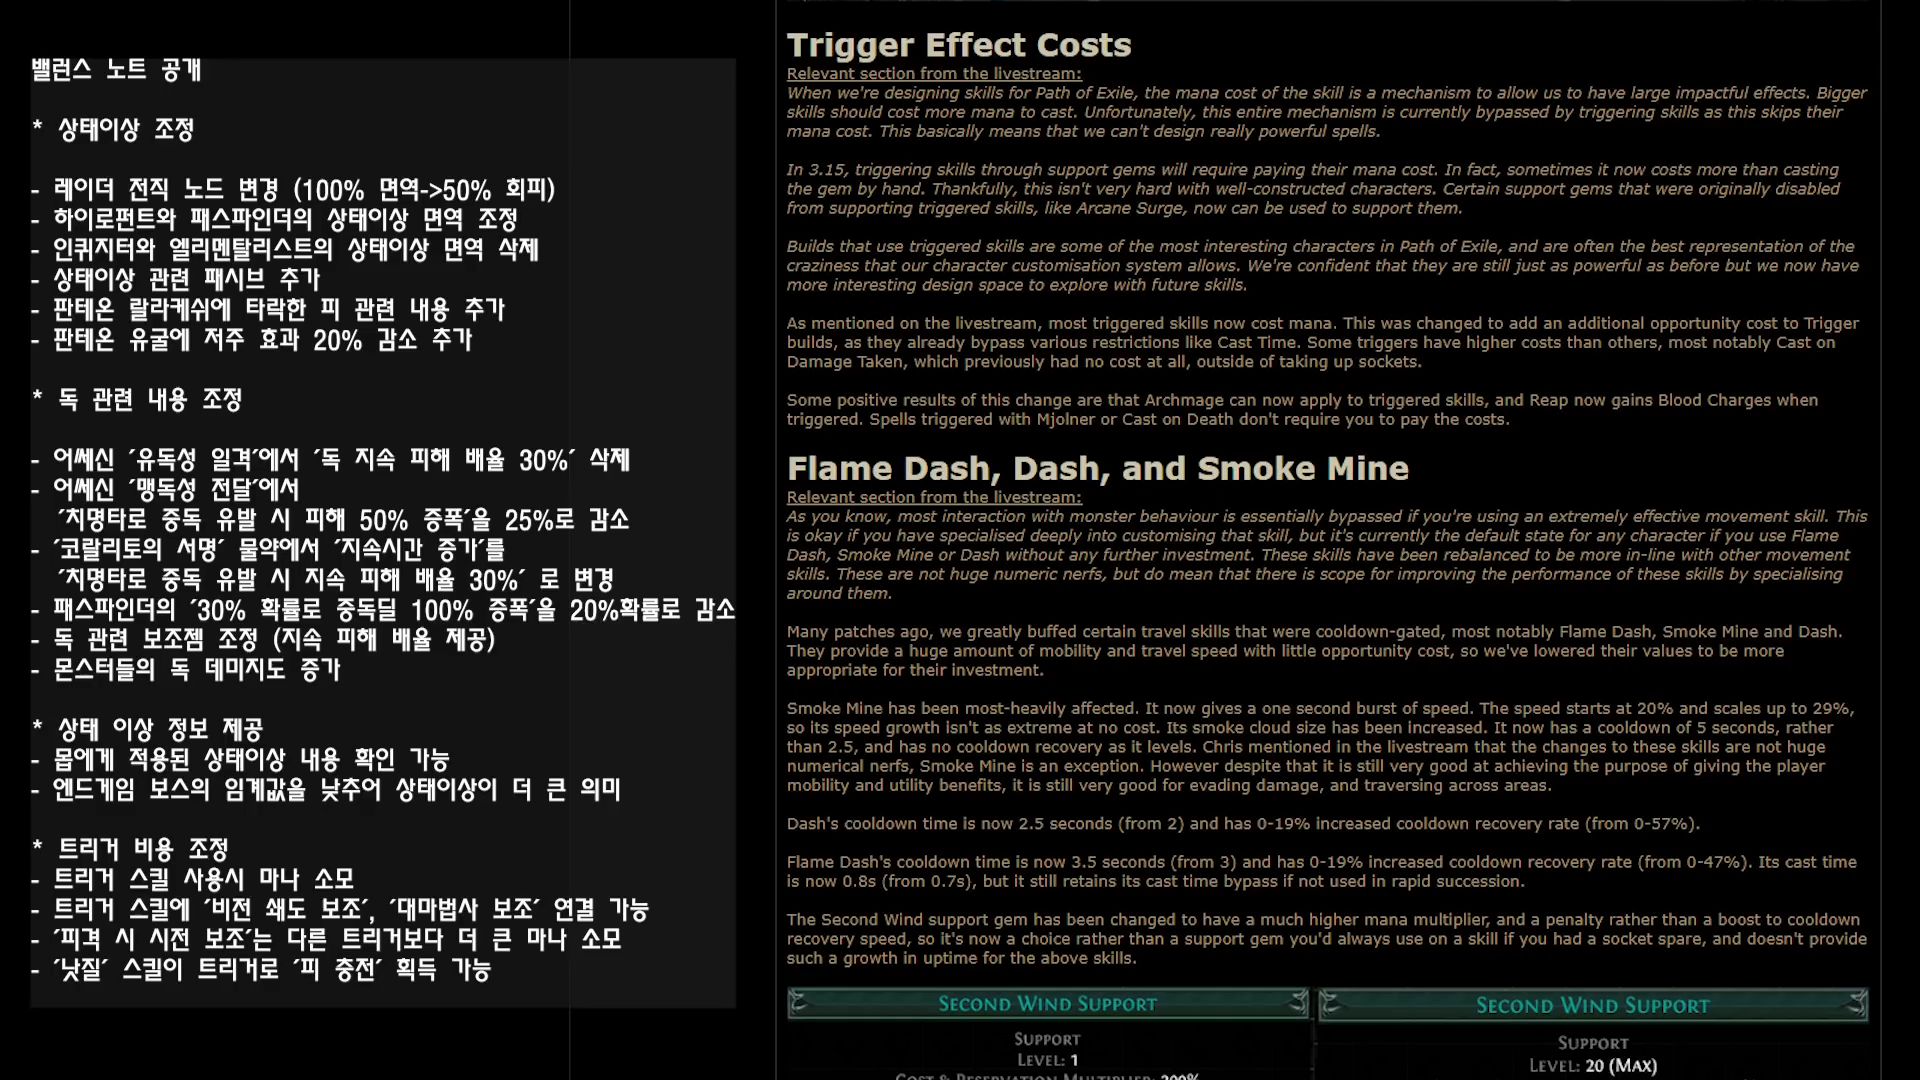 밸런스 노트 공개
* 상태이상 조정
- 레이더 전직 노드 변경 (100% 면역->50% 회피)
- 하이로펀트와 패스파인더의 상태이상 면역 조정
- 인퀴지터와 엘리멘탈리스트의 상태이상 면역 삭제
- 상태이상 관련 패시브 추가
- 판테온 랄라케쉬에 타락한 피 관련 내용 추가
- 판테온 유굴에 저주 효과 20% 감소 추가
* 독 관련 내용 조정
- 어쎄신 ´유독성 일격´에서 ´독 지속 피해 배율 30%´ 삭제
- 어쎄신 ´맹독성 전달´에서
´치명타로 중독 유발 시 피해 50% 증폭´을 25%로 감소
- ´코랄리토의 서명´ 물약에서 ´지속시간 증가´를
´치명타로 중독 유발 시 지속 피해 배율 30%´ 로 변경
- 패스파인더의 ´30% 확률로 중독딜 100% 증폭´을 20%확률로 감소
- 독 관련 보조젬 조정 (지속 피해 배율 제공)
- 몬스터들의 독 데미지도 증가
* 상태 이상 정보 제공
- 몹에게 적용된 상태이상 내용 확인 가능
- 엔드게임 보스의 임계값을 낮추어 상태이상이 더 큰 의미
* 트리거 비용 조정
- 트리거 스킬 사용시 마나 소모
- 트리거 스킬에 ´비전 쇄도 보조´, ´대마법사 보조´ 연결 가능
- ´피격 시 시전 보조´는 다른 트리거보다 더 큰 마나 소모
- ´낫질´ 스킬이 트리거로 ´피 충전´ 획득 가능
Trigger Effect Costs
Relevant section from the livestream:
When we're designing skills for Path of Exile, the mana cost of the skill is a mechanism to allow us to have large impactful effects. Bigger
skills should cost more mana to cast. Unfortunately, this entire mechanism is currently bypassed by triggering skills as this skips their
mana cost. This basically means that we can't design really powerful spells.
In 3.15, triggering skills through support gems will require paying their mana cost. In fact, sometimes it now costs more than casting
the gem by hand. Thankfully, this isn't very hard with well-constructed characters. Certain support gems that were originally disabled
from supporting triggered skills, like Arcane Surge, now can be used to support them.
Builds that use triggered skills are some of the most interesting characters in Path of Exile, and are often the best representation of the
craziness that our character customisation system allows. We're confident that they are still just as powerful as before but we now have
more interesting design space to explore with future skills.
As mentioned on the livestream, most triggered skills now cost mana. This was changed to add an additional opportunity cost to Trigger
builds, as they already bypass various restrictions like Cast Time. Some triggers have higher costs than others, most notably Cast on
Damage Taken, which previously had no cost at all, outside of taking up sockets.
Some positive results of this change are that Archmage can now apply to triggered skills, and Reap now gains Blood Charges when
triggered. Spells triggered with Mjolner or Cast on Death don't require you to pay the costs.
Flame Dash, Dash, and Smoke Mine
Relevant section from the livestream:
As you know, most interaction with monster behaviour is essentially bypassed if you're using an extremely effective movement skill. This
is okay if you have specialised deeply into customising that skill, but it's currently the default state for any character if you use Flame
Dash, Smoke Mine or Dash without any further investment. These skills have been rebalanced to be more in-line with other movement
skills. These are not huge numeric nerfs, but do mean that there is scope for improving the performance of these skills by specialising
around them.
Many patches ago, we greatly buffed certain travel skills that were cooldown-gated, most notably Flame Dash, Smoke Mine and Dash.
They provide a huge amount of mobility and travel speed with little opportunity cost, so we've lowered their values to be more
appropriate for their investment.
Smoke Mine has been most-heavily affected. It now gives a one second burst of speed. The speed starts at 20% and scales up to 29%,
so its speed growth isn't as extreme at no cost. Its smoke cloud size has been increased. It now has a cooldown of 5 seconds, rather
than 2.5, and has no cooldown recovery as it levels. Chris mentioned in the livestream that the changes to these skills are not huge
numerical nerfs, Smoke Mine is an exception. However despite that it is still very good at achieving the purpose of giving the player
mobility and utility benefits, it is still very good for evading damage, and traversing across areas.
Dash's cooldown time is now 2.5 seconds (from 2) and has 0-19% increased cooldown recovery rate (from 0-57%).
Flame Dash's cooldown time is now 3.5 seconds (from 3) and has 0-19% increased cooldown recovery rate (from 0-47%). Its cast time
is now 0.8s (from 0.7s), but it still retains its cast time bypass if not used in rapid succession.
The Second Wind support gem has been changed to have a much higher mana multiplier, and a penalty rather than a boost to cooldown
recovery speed, so it's now a choice rather than a support gem you'd always use on a skill if you had a socket spare, and doesn't provide
such a growth in uptime for the above skills.
SECOND WIND SUPPORT
SUPPORT
LEVEL: 1
COST & RESERVATION MULTIPLIER: 200%
SECOND WIND SUPPORT
SUPPORT
LEVEL: 20 (MAX)